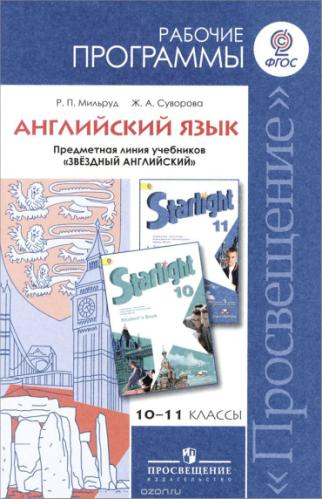 РАБОЧИЕ
ПРОГРАММЫ
ФГОС
Р. П. Мильруд Ж. А. Суворова
АНГЛИЙСКИЙ ЯЗЫК
Предметная линия учебников
«ЗВЁЗДНЫЙ АНГЛИЙСКИЙ»
Starlight
11
Starlight
10
Student's Book
10–11 КЛАССЫ
«Просвещение»
ПРОСВЕЩЕНИЕ
ИЗДАТЕЛЬСТВО
ozon.ru